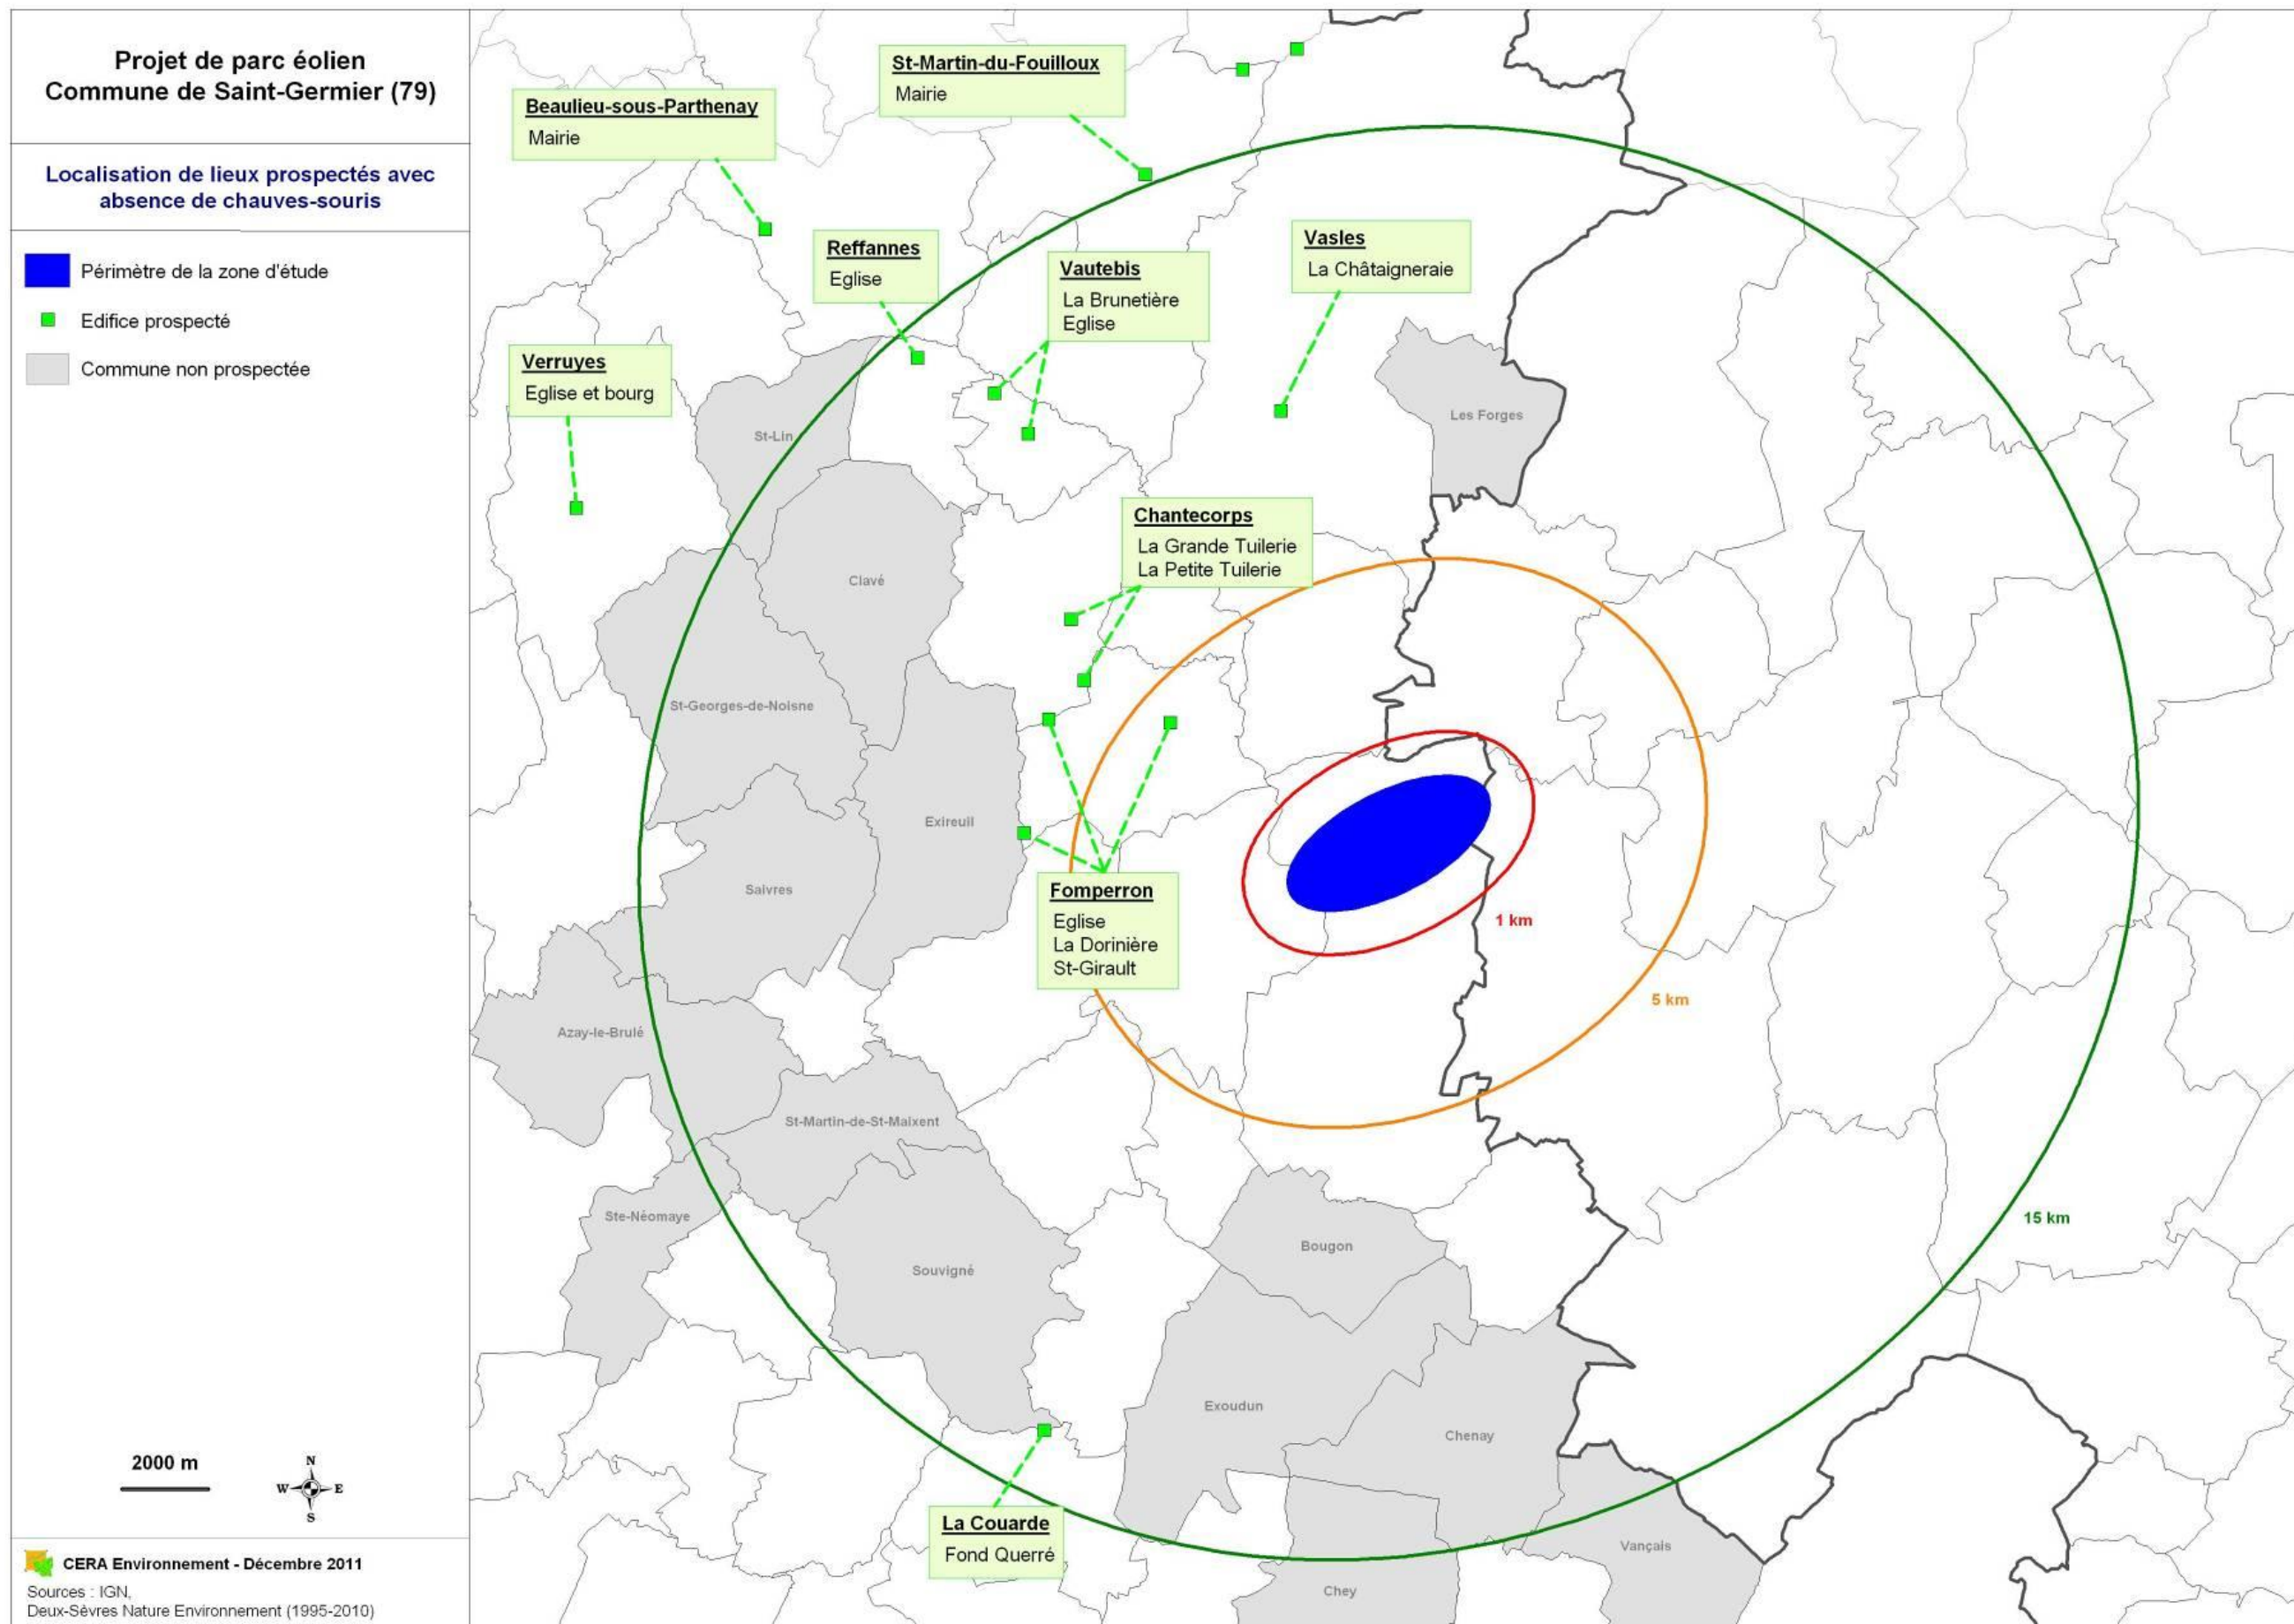 Projet de parc éolien
Commune de Saint-Germier (79)
Localisation de lieux prospectés avec
absence de chauves-souris
Périmètre de la zone d'étude
Edifice prospecté
Commune non prospectée
2000 m
N
W
E
S
CERA Environnement - Décembre 2011
Sources : IGN,
Deux-Sèvres Nature Environnement (1995-2010)
St-Martin-du-Fouilloux
Mairie
Beaulieu-sous-Parthenay
Mairie
Reffannes
Eglise
Vautebis
La Brunetière
Eglise
Vasles
La Châtaigneraie
Verruyes
Eglise et bourg
St-Lin
Les Forges
Chantecorps
La Grande Tuilerie
La Petite Tuilerie
Clavé
St-Georges-de-Noisne
Exireuil
Saivres
Fomperron
Eglise
La Dorinière
St-Girault
1 km
5 km
Azay-le-Brulé
St-Martin-de-St-Maixent
Ste-Néomaye
15 km
Bougon
Souvigné
Exoudun
Chenay
La Couarde
Fond Querré
Vançais
Chey